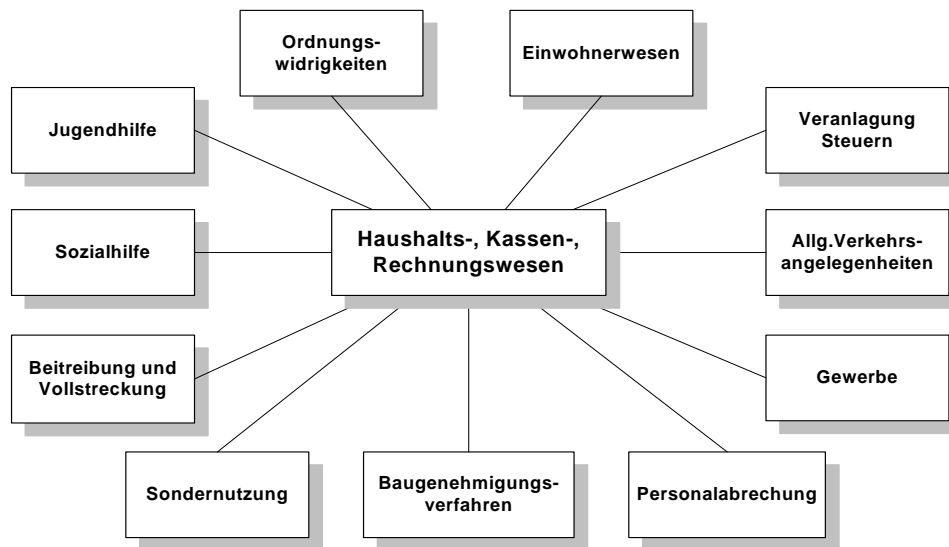 Ordnungs-
widrigkeiten
Einwohnerwesen
Jugendhilfe
Veranlagung
Steuern
Sozialhilfe
Haushalts-, Kassen-,
Rechnungswesen
Allg.Verkehrs-
angelegenheiten
Beitreibung und
Vollstreckung
Gewerbe
Sondernutzung
Baugenehmigungs-
verfahren
Personalabrechung